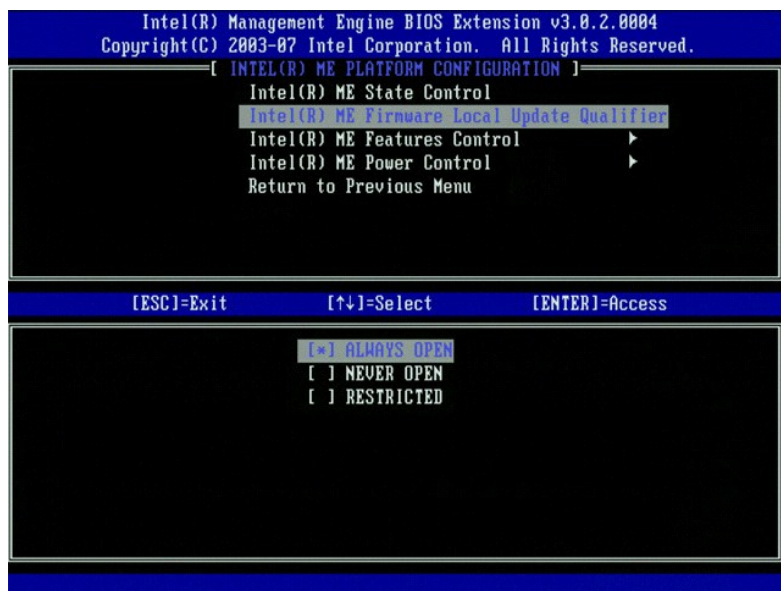 Intel(R) Management Engine BIOS Extension v3.0.2.0004
Copyright(C) 2003-07 Intel Corporation. All Rights Reserved.
[ INTEL(R) ME PLATFORM CONFIGURATION ]
Intel(R) ME State Control
Intel(R) ME Firmware Local Update Qualifier
Intel(R) ME Features Control ►
Intel(R) ME Power Control ►
Return to Previous Menu
[ESC]=Exit [↑↓]=Select [ENTER]=Access
[*] ALWAYS OPEN
[ ] NEVER OPEN
[ ] RESTRICTED